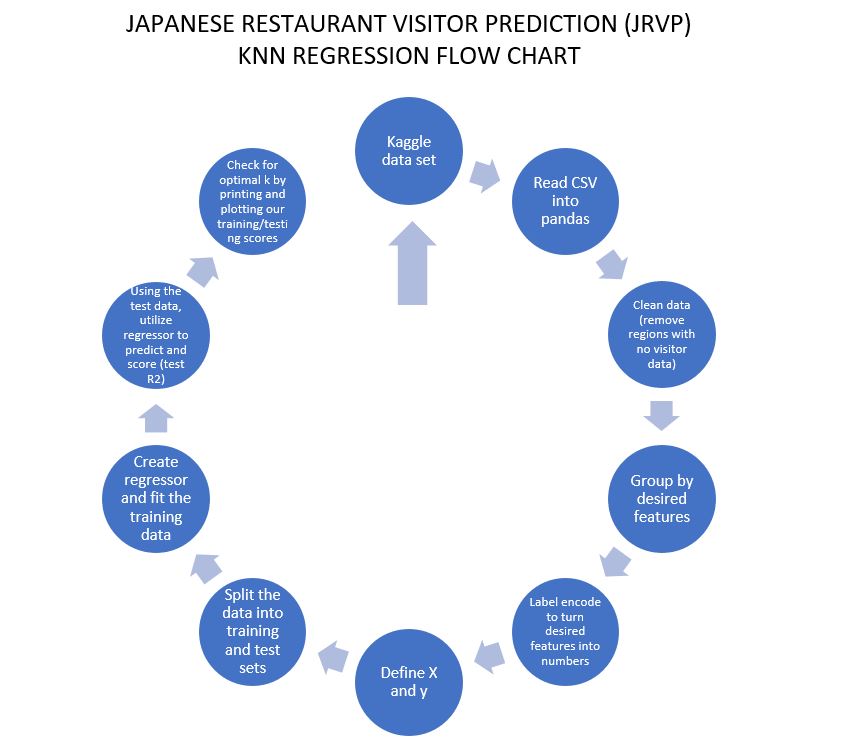 JAPANESE RESTAURANT VISITOR PREDICTION (JRVP)
KNN REGRESSION FLOW CHART
Kaggle
data set
Read CSV
into
pandas
Clean data
(remove
regions with
no visitor
data)
Group by
desired
features
Label encode
to turn
desired
features into
numbers
Define X
and y
Split the
data into
training
and test
sets
Create
regressor
and fit the
training
data
Using the
test data,
utilize
regressor to
predict and
score (test
R2)
Check for
optimal k by
printing and
plotting our
training/testi
ng scores